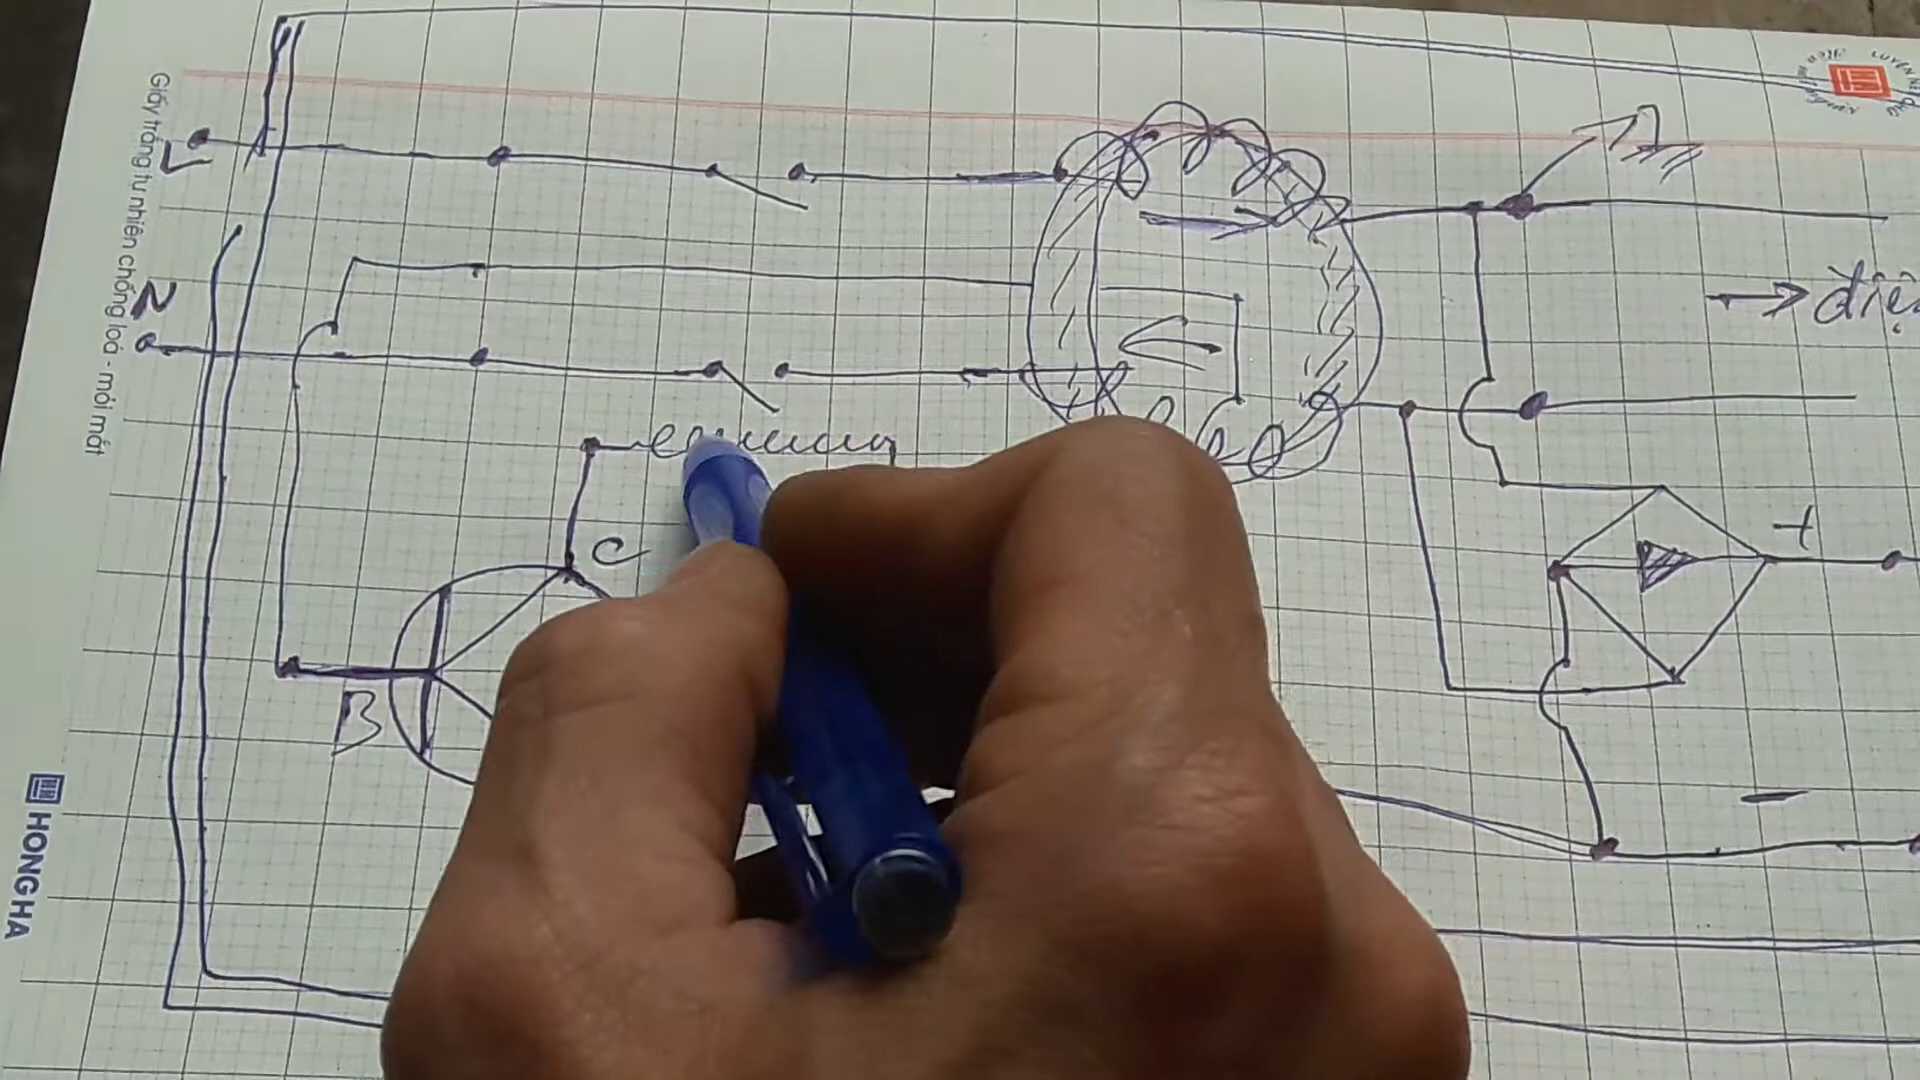 L
N
→ điệ
C
B
+
-
Giấy trắng tự nhiên chống loá - mỏi mắt
HONG HA